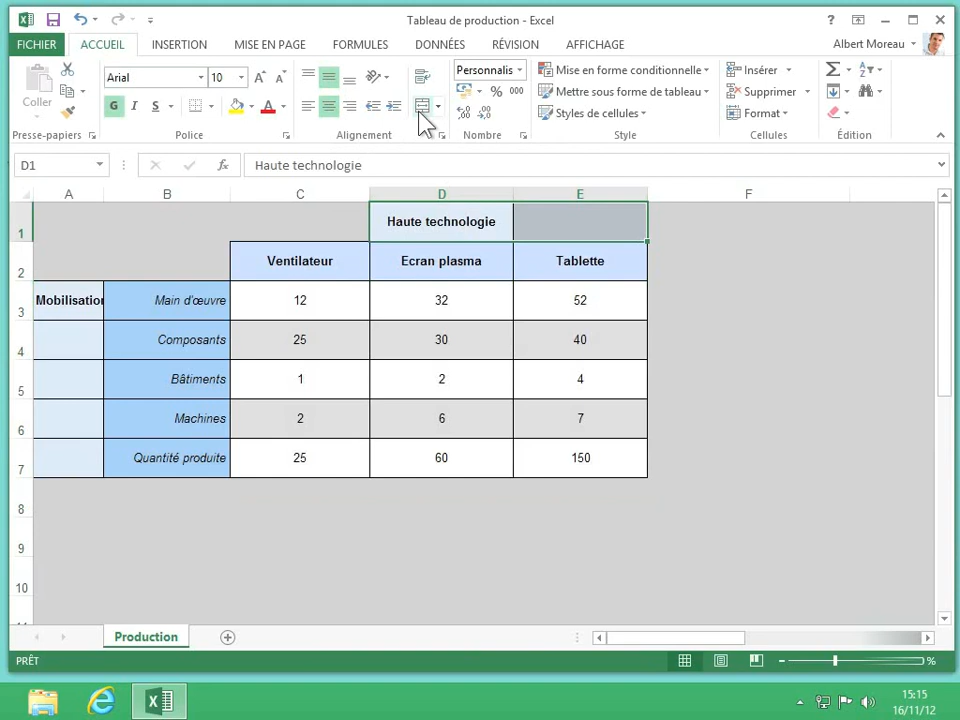 Tableau de production - Excel
?
FICHIER ACCUEIL INSERTION MISE EN PAGE FORMULES DONNÉES RÉVISION AFFICHAGE Albert Moreau
Coller
Arial 10
G I S A
Personnalis
% 000
Mise en forme conditionnelle
Mettre sous forme de tableau
Styles de cellules
Insérer
Supprimer
Format
Presse-papiers Police Alignement Nombre Style Cellules Édition
D1 fx Haute technologie
A B C D E F
1 Haute technologie
2 Ventilateur Ecran plasma Tablette
3 Mobilisation Main d'œuvre 12 32 52
4 Composants 25 30 40
5 Bâtiments 1 2 4
6 Machines 2 6 7
7 Quantité produite 25 60 150
8
9
10
Production
PRÊT %
15:15
16/11/12